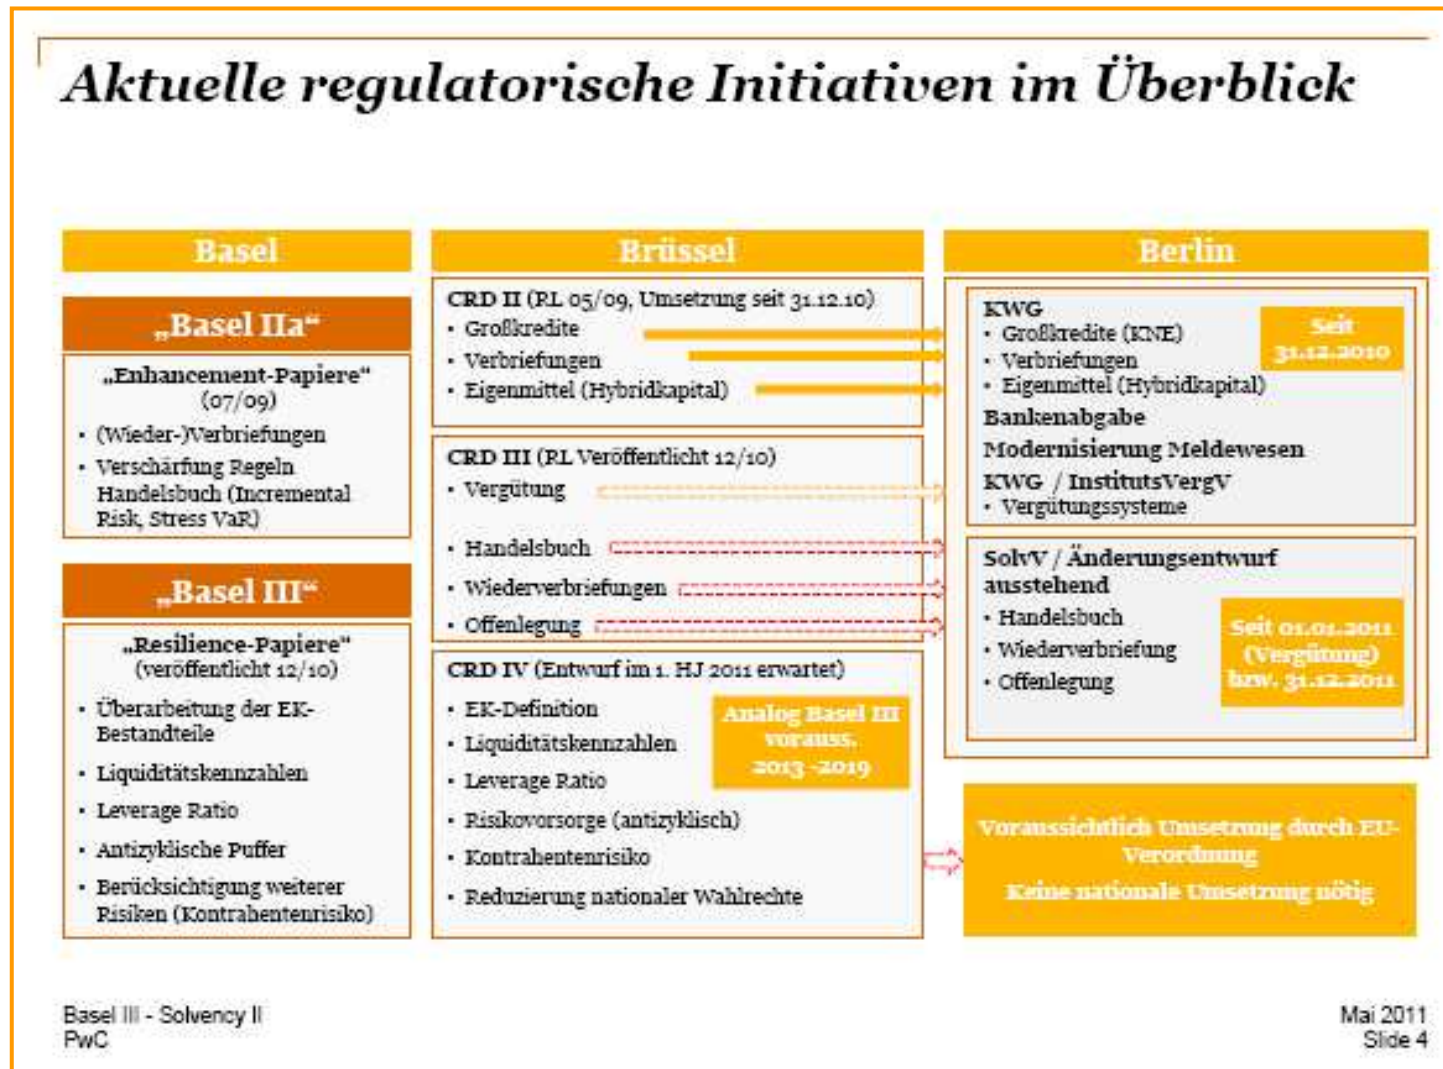 Aktuelle regulatorische Initiativen im Überblick
Basel
„Basel IIa“
„Enhancement-Papiere“
(07/09)
• (Wieder-)Verbriefungen
• Verschärfung Regeln
Handelsbuch (Incremental
Risk, Stress VaR)
„Basel III“
„Resilience-Papiere“
(veröffentlicht 12/10)
• Überarbeitung der EK-
Bestandteile
• Liquiditätskennzahlen
• Leverage Ratio
• Antizyklische Puffer
• Berücksichtigung weiterer
Risiken (Kontrahentenrisiko)
Brüssel
CRD II (RL 05/09, Umsetzung seit 31.12.10)
• Großkredite
• Verbriefungen
• Eigenmittel (Hybridkapital)
CRD III (RL Veröffentlicht 12/10)
• Vergütung
• Handelsbuch
• Wiederverbriefungen
• Offenlegung
CRD IV (Entwurf im 1. HJ 2011 erwartet)
• EK-Definition
• Liquiditätskennzahlen
• Leverage Ratio
• Risikovorsorge (antizyklisch)
• Kontrahentenrisiko
• Reduzierung nationaler Wahlrechte
Analog Basel III
vorauss.
2013 -2019
Berlin
KWG
• Großkredite (KNE)
• Verbriefungen
• Eigenmittel (Hybridkapital)
Seit
31.12.2010
Bankenabgabe
Modernisierung Meldewesen
KWG / InstitutsVergV
• Vergütungssysteme
SolvV / Änderungsentwurf
ausstehend
• Handelsbuch
• Wiederverbriefung
• Offenlegung
Seit 01.01.2011
(Vergütung)
bzw. 31.12.2011
Voraussichtlich Umsetzung durch EU-
Verordnung
Keine nationale Umsetzung nötig
Basel III - Solvency II
PwC
Mai 2011
Slide 4